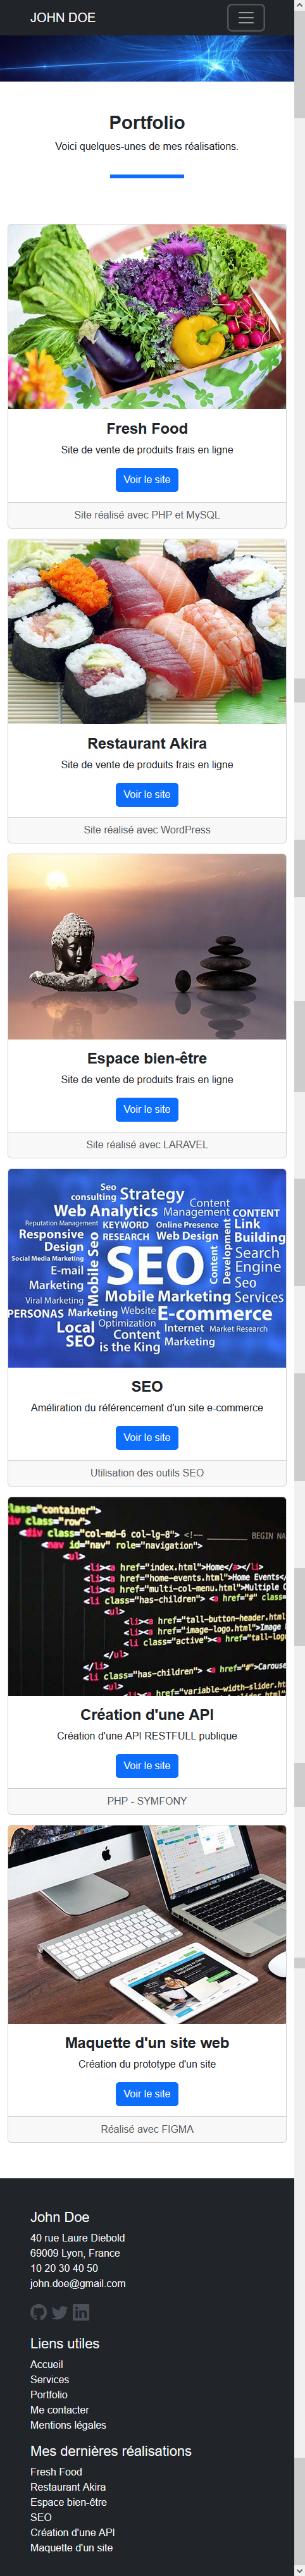 JOHN DOE
Portfolio
Voici quelques-unes de mes réalisations.
Fresh Food
Site de vente de produits frais en ligne
Voir le site
Site réalisé avec PHP et MySQL
Restaurant Akira
Site de vente de produits frais en ligne
Voir le site
Site réalisé avec WordPress
Espace bien-être
Site de vente de produits frais en ligne
Voir le site
Site réalisé avec LARAVEL
Seo consulting Strategy Content
Web Analytics Management CONTENT
Reputation Management KEYWORD Online Presence Link
Responsive RESEARCH Web Design Building
Design Mobile Seo SEO Content Development Search
Social Media Marketing Engine
E-mail Seo
Marketing Mobile Marketing Services
Viral Marketing Website E-commerce
PERSONAS Marketing Optimization
Local Internet Market Research
SEO Content Marketing
is the King
SEO
Amélioration du référencement d'un site e-commerce
Voir le site
Utilisation des outils SEO
class="container">
class="row">
<div class="col-md-6 col-lg-8"> <!-- BEGIN NA
<nav id="nav" role="navigation">
<ul>
<li><a href="index.html">Home</a></li>
<li><a href="home-events.html">Home Events</a>
<li><a href="multi-col-menu.html">Multiple C
<li class="has-children"> <a href="#" class
<ul>
<li><a href="tall-button-header.html
<li><a href="image-logo.html">Image
<li class="active"><a href="tall-log
</ul>
</li>
<li class="has-children"> <a href="#">Carouse
<ul>
<li><a href="variable-width-slider.ht
Création d'une API
Création d'une API RESTFULL publique
Voir le site
PHP - SYMFONY
Maquette d'un site web
Création du prototype d'un site
Voir le site
Réalisé avec FIGMA
John Doe
40 rue Laure Diebold
69009 Lyon, France
10 20 30 40 50
john.doe@gmail.com
Liens utiles
Accueil
Services
Portfolio
Me contacter
Mentions légales
Mes dernières réalisations
Fresh Food
Restaurant Akira
Espace bien-être
SEO
Création d'une API
Maquette d'un site